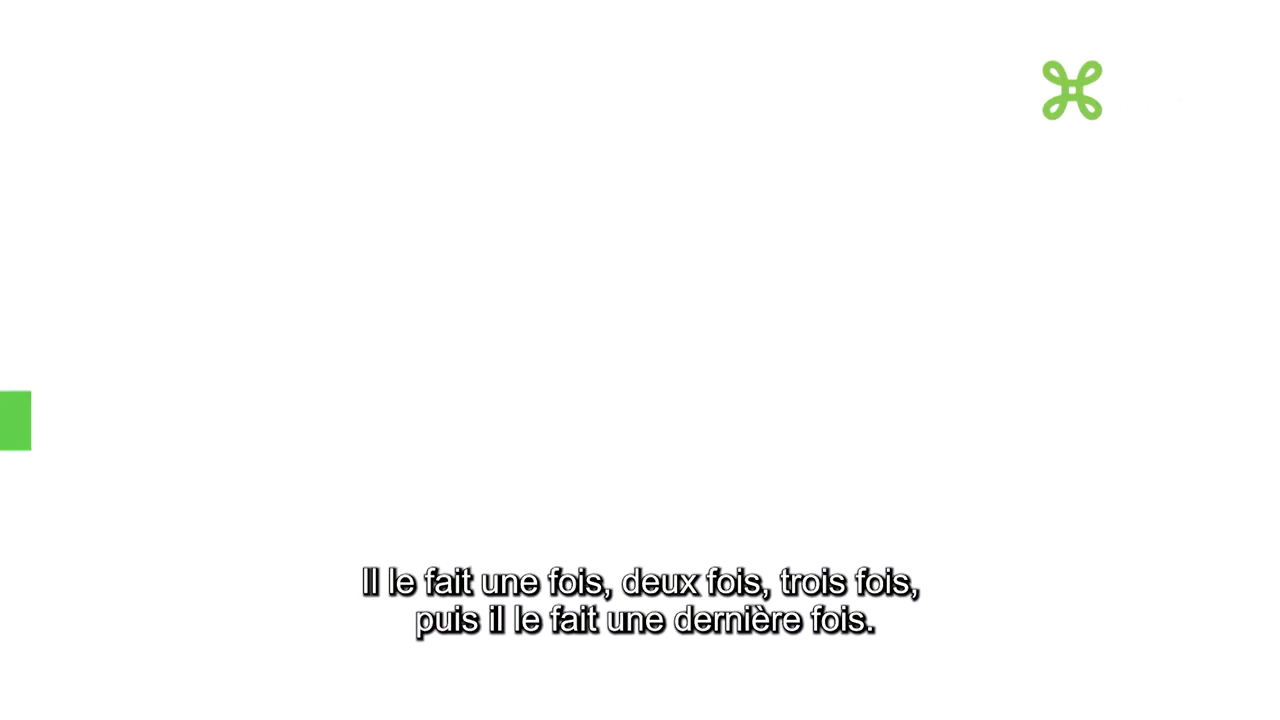 Il le fait une fois, deux fois, trois fois,
puis il le fait une dernière fois.